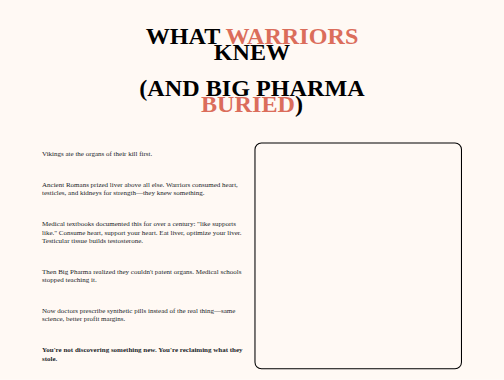 WHAT WARRIORS
KNEW
(AND BIG PHARMA
BURIED)
Vikings ate the organs of their kill first.
Ancient Romans prized liver above all else. Warriors consumed heart,
testicles, and kidneys for strength—they knew something.
Medical textbooks documented this for over a century: "like supports
like." Consume heart, support your heart. Eat liver, optimize your liver.
Testicular tissue builds testosterone.
Then Big Pharma realized they couldn't patent organs. Medical schools
stopped teaching it.
Now doctors prescribe synthetic pills instead of the real thing—same
science, better profit margins.
You're not discovering something new. You're reclaiming what they
stole.